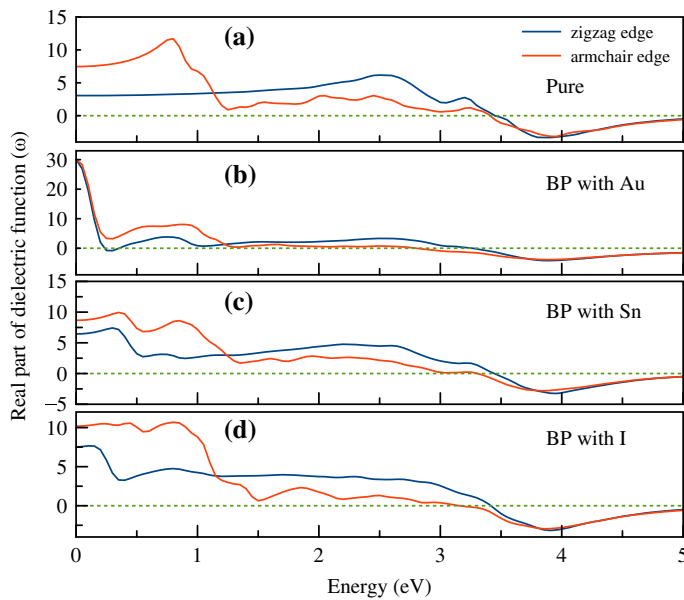 Real part of dielectric function (ω)
(a)
zigzag edge
armchair edge
Pure
15
10
5
0
(b)
BP with Au
30
20
10
0
(c)
BP with Sn
15
10
5
0
−5
(d)
BP with I
10
5
0
0 1 2 3 4 5
Energy (eV)